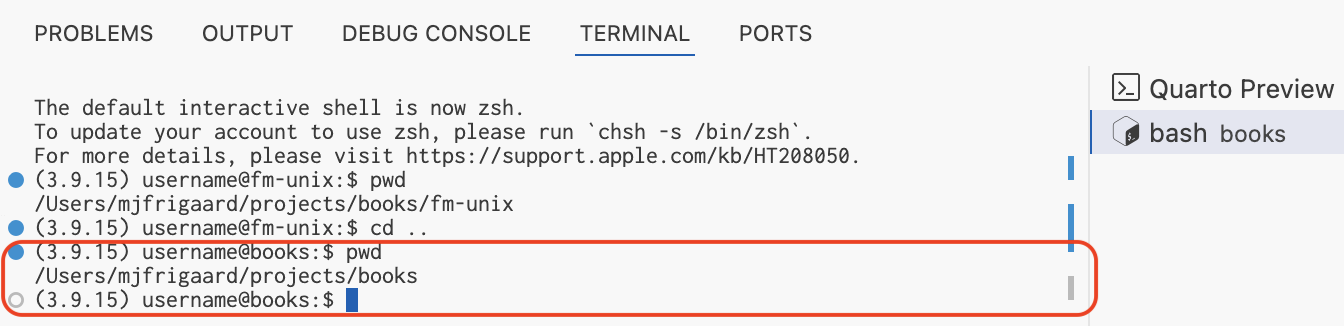 PROBLEMS OUTPUT DEBUG CONSOLE TERMINAL PORTS
The default interactive shell is now zsh.
To update your account to use zsh, please run `chsh -s /bin/zsh`.
For more details, please visit https://support.apple.com/kb/HT208050.
(3.9.15) username@fm-unix:$ pwd
/Users/mjfrigaard/projects/books/fm-unix
(3.9.15) username@fm-unix:$ cd ..
(3.9.15) username@books:$ pwd
/Users/mjfrigaard/projects/books
(3.9.15) username@books:$
Quarto Preview
bash books